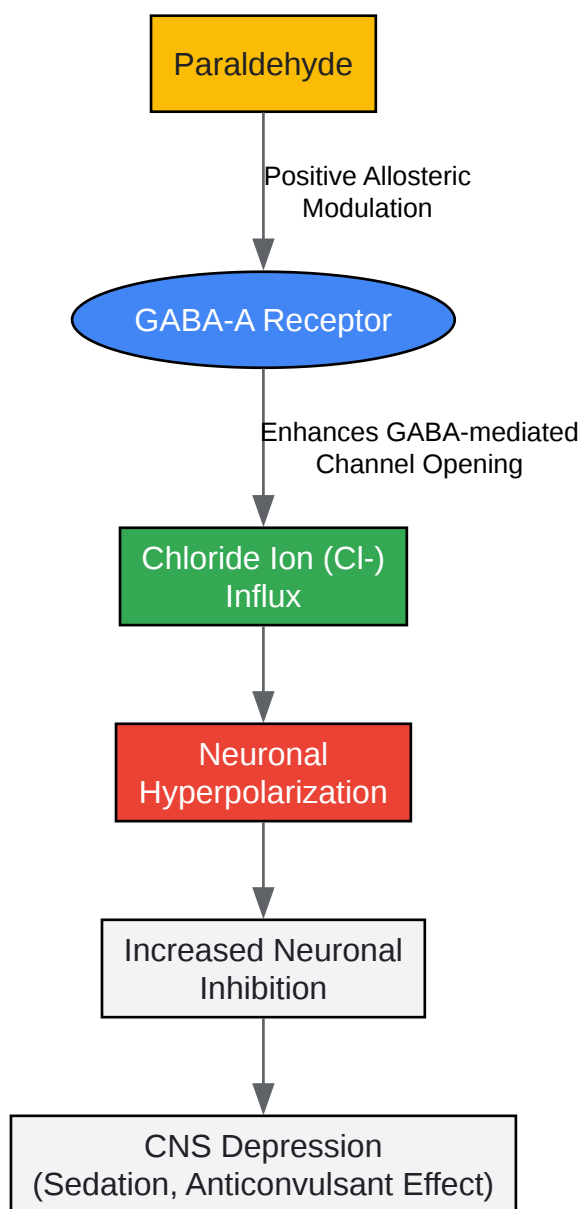 Paraldehyde
Positive Allosteric
Modulation
GABA-A Receptor
Enhances GABA-mediated
Channel Opening
Chloride Ion (Cl-)
Influx
Neuronal
Hyperpolarization
Increased Neuronal
Inhibition
CNS Depression
(Sedation, Anticonvulsant Effect)